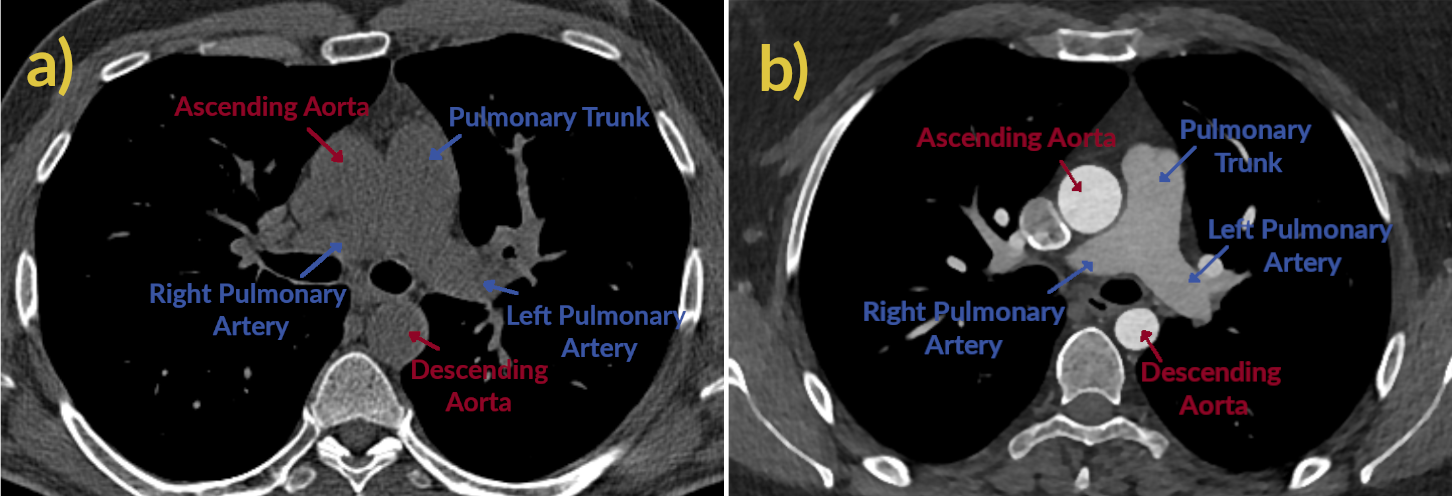 a)
Ascending Aorta
Pulmonary Trunk
Right Pulmonary
Artery
Left Pulmonary
Artery
Descending
Aorta
b)
Ascending Aorta
Pulmonary
Trunk
Left Pulmonary
Artery
Right Pulmonary
Artery
Descending
Aorta